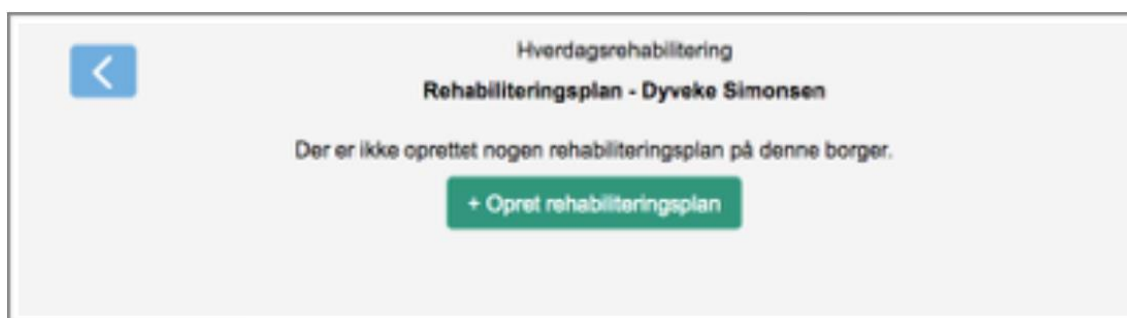 Hverdagsrehabilitering
Rehabiliteringsplan - Dyveke Simonsen
Der er ikke oprettet nogen rehabiliteringsplan på denne borger.
+ Opret rehabiliteringsplan